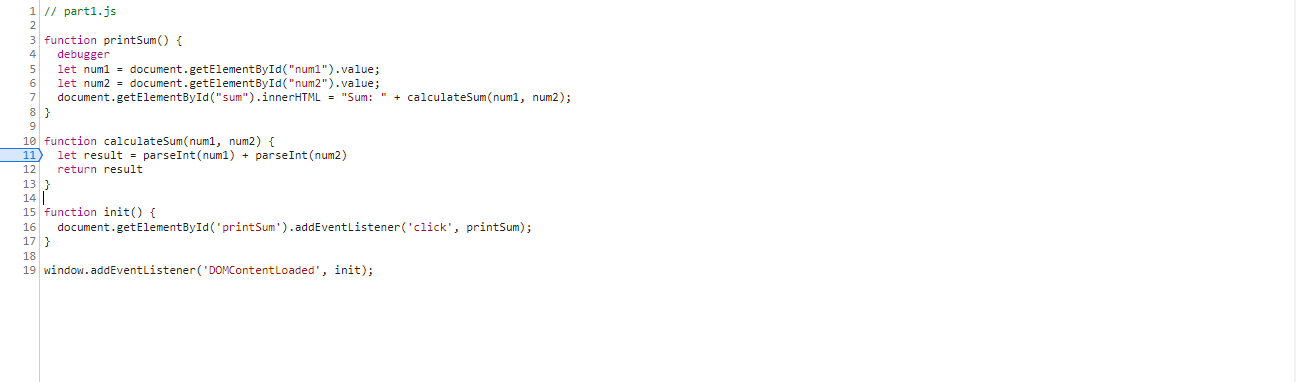 1 // part1.js
2
3 function printSum() {
4   debugger
5   let num1 = document.getElementById("num1").value;
6   let num2 = document.getElementById("num2").value;
7   document.getElementById("sum").innerHTML = "Sum: " + calculateSum(num1, num2);
8 }
9
10 function calculateSum(num1, num2) {
11   let result = parseInt(num1) + parseInt(num2)
12   return result
13 }
14
15 function init() {
16   document.getElementById('printSum').addEventListener('click', printSum);
17 }
18
19 window.addEventListener('DOMContentLoaded', init);